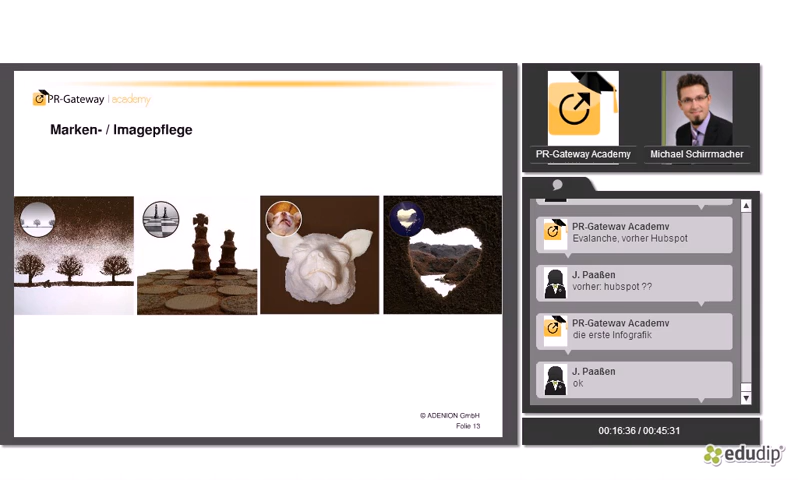 PR-Gateway | academy
Marken- / Imagepflege
© ADENION GmbH
Folie 13
PR-Gateway Academy
Michael Schirrmacher
PR-Gateway Academy
Evalanche, vorher Hubspot
J. Paaßen
vorher: hubspot ??
PR-Gateway Academy
die erste Infografik
J. Paaßen
ok
00:16:36 / 00:45:31
edudip